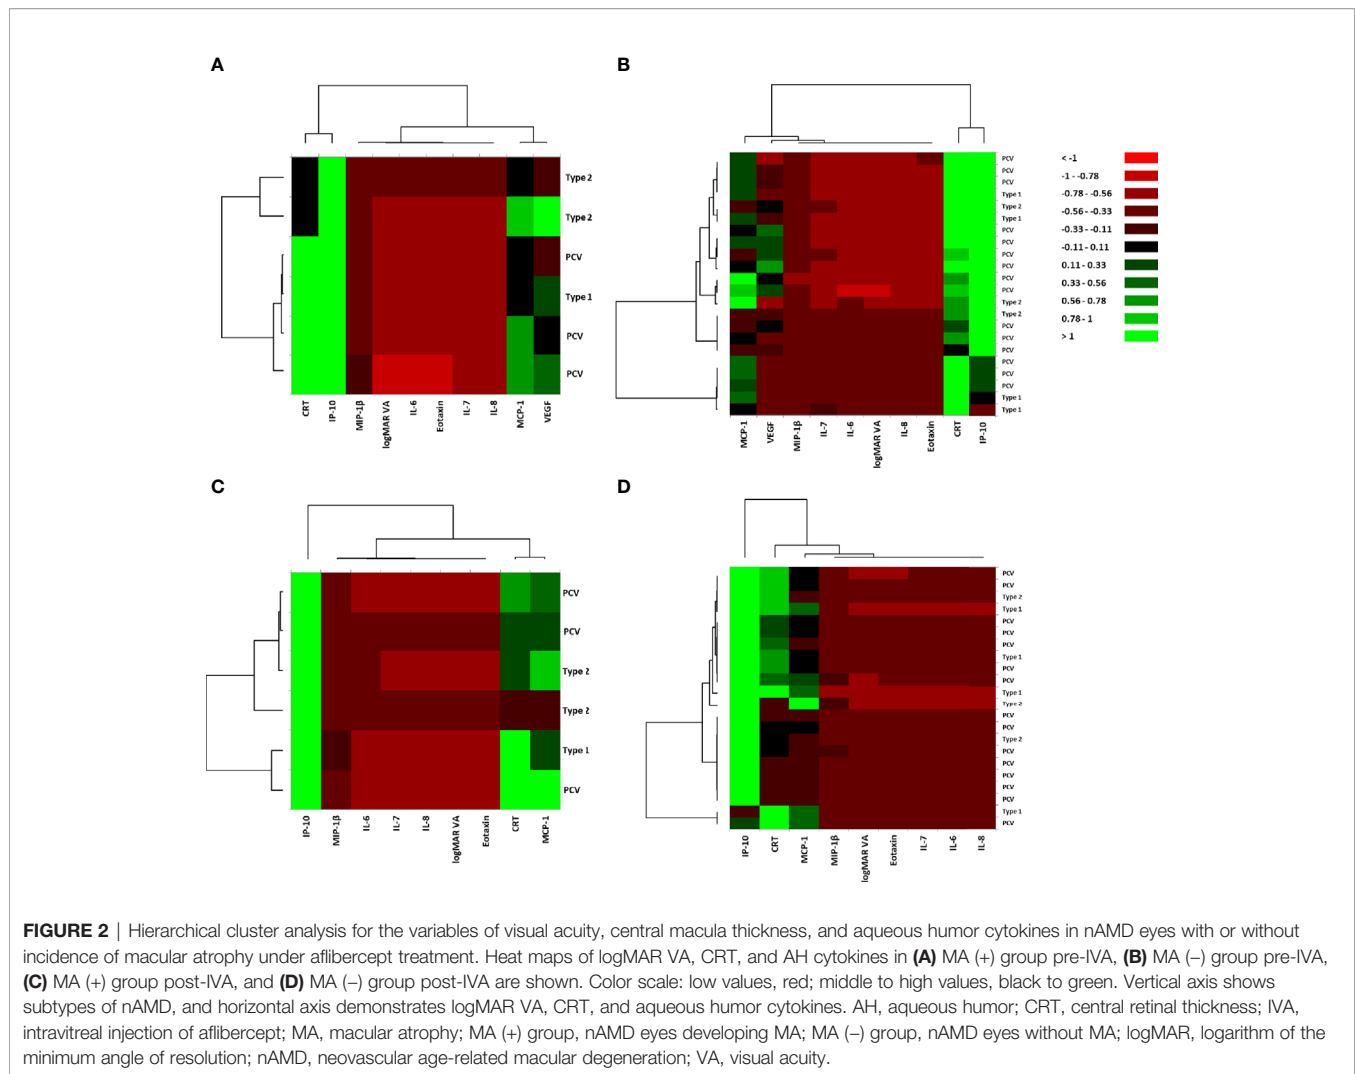 A
Type 2
Type 2
PCV
Type 1
PCV
PCV
CRT
IP-10
MIP-1β
logMAR VA
IL-6
Eotaxin
IL-7
IL-8
MCP-1
VEGF
B
PCV
PCV
PCV
Type 1
Type 2
Type 1
PCV
PCV
PCV
PCV
PCV
PCV
Type 2
Type 2
PCV
PCV
PCV
PCV
PCV
PCV
Type 1
Type 1
MCP-1
VEGF
MIP-1β
IL-7
IL-6
logMAR VA
IL-8
Eotaxin
CRT
IP-10
< -1
-1 - -0.78
-0.78 - -0.56
-0.56 - -0.33
-0.33 - -0.11
-0.11 - 0.11
0.11 - 0.33
0.33 - 0.56
0.56 - 0.78
0.78 - 1
> 1
C
PCV
PCV
Type 2
Type 2
Type 1
PCV
IP-10
MIP-1β
IL-6
IL-7
IL-8
logMAR VA
Eotaxin
CRT
MCP-1
D
PCV
PCV
Type 2
Type 1
PCV
PCV
PCV
Type 1
PCV
PCV
Type 1
Type 2
PCV
PCV
Type 2
PCV
PCV
PCV
PCV
PCV
Type 1
PCV
IP-10
CRT
MCP-1
MIP-1β
logMAR VA
Eotaxin
IL-7
IL-6
IL-8
FIGURE 2 | Hierarchical cluster analysis for the variables of visual acuity, central macula thickness, and aqueous humor cytokines in nAMD eyes with or without
incidence of macular atrophy under aflibercept treatment. Heat maps of logMAR VA, CRT, and AH cytokines in (A) MA (+) group pre-IVA, (B) MA (−) group pre-IVA,
(C) MA (+) group post-IVA, and (D) MA (−) group post-IVA are shown. Color scale: low values, red; middle to high values, black to green. Vertical axis shows
subtypes of nAMD, and horizontal axis demonstrates logMAR VA, CRT, and aqueous humor cytokines. AH, aqueous humor; CRT, central retinal thickness; IVA,
intravitreal injection of aflibercept; MA, macular atrophy; MA (+) group, nAMD eyes developing MA; MA (−) group, nAMD eyes without MA; logMAR, logarithm of the
minimum angle of resolution; nAMD, neovascular age-related macular degeneration; VA, visual acuity.